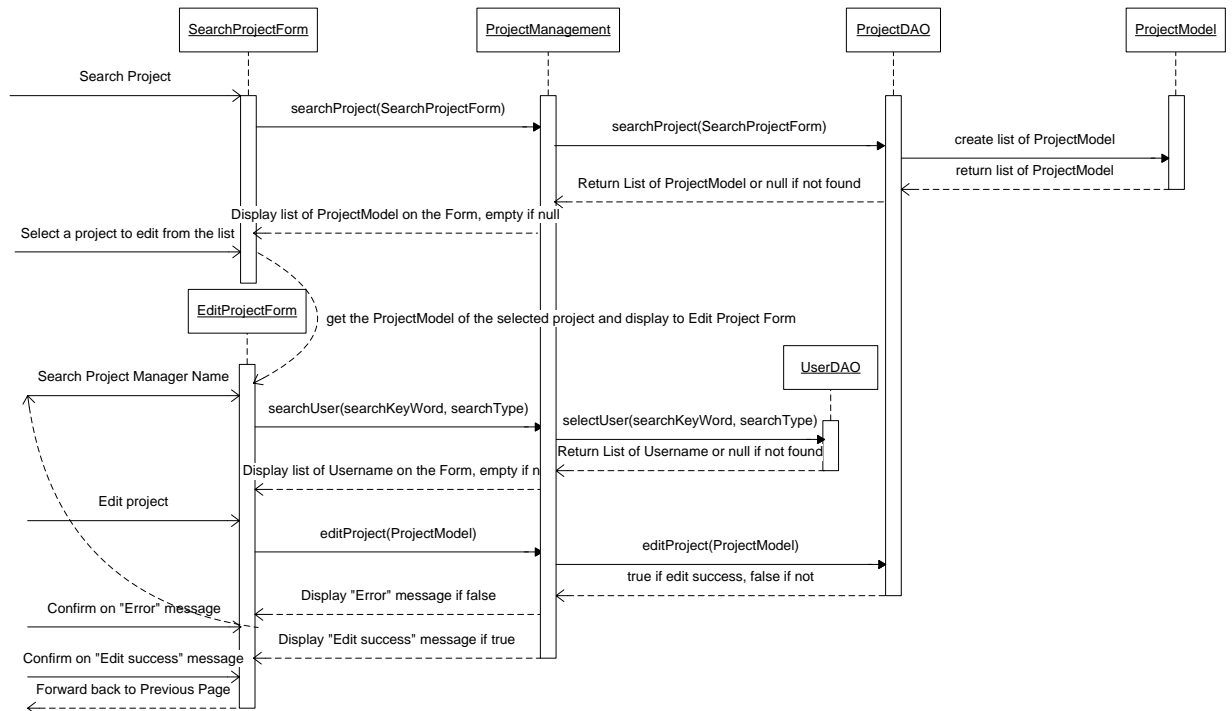 SearchProjectForm
ProjectManagement
ProjectDAO
ProjectModel
Search Project
searchProject(SearchProjectForm)
searchProject(SearchProjectForm)
create list of ProjectModel
return list of ProjectModel
Return List of ProjectModel or null if not found
Display list of ProjectModel on the Form, empty if null
Select a project to edit from the list
EditProjectForm
get the ProjectModel of the selected project and display to Edit Project Form
UserDAO
Search Project Manager Name
searchUser(searchKeyWord, searchType)
selectUser(searchKeyWord, searchType)
Return List of Username or null if not found
Display list of Username on the Form, empty if n
Edit project
editProject(ProjectModel)
editProject(ProjectModel)
true if edit success, false if not
Display "Error" message if false
Confirm on "Error" message
Display "Edit success" message if true
Confirm on "Edit success" message
Forward back to Previous Page